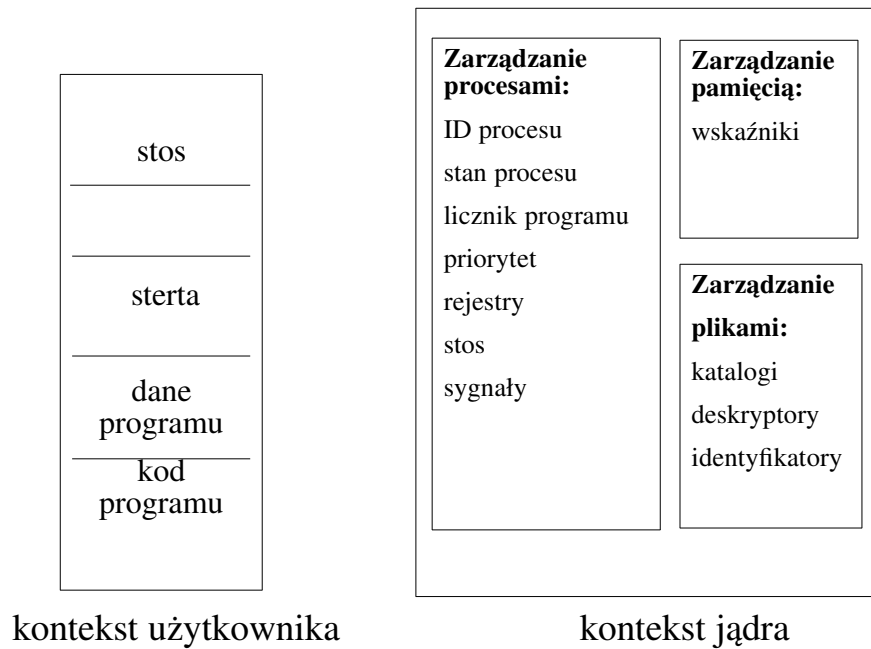 stos
sterta
dane
programu
kod
programu
kontekst użytkownika
Zarządzanie
procesami:
ID procesu
stan procesu
licznik programu
priorytet
rejestry
stos
sygnały
Zarządzanie
pamięcią:
wskaźniki
Zarządzanie
plikami:
katalogi
deskryptory
identyfikatory
kontekst jądra